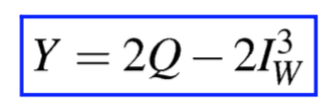 Y = 2Q − 2I_W^3